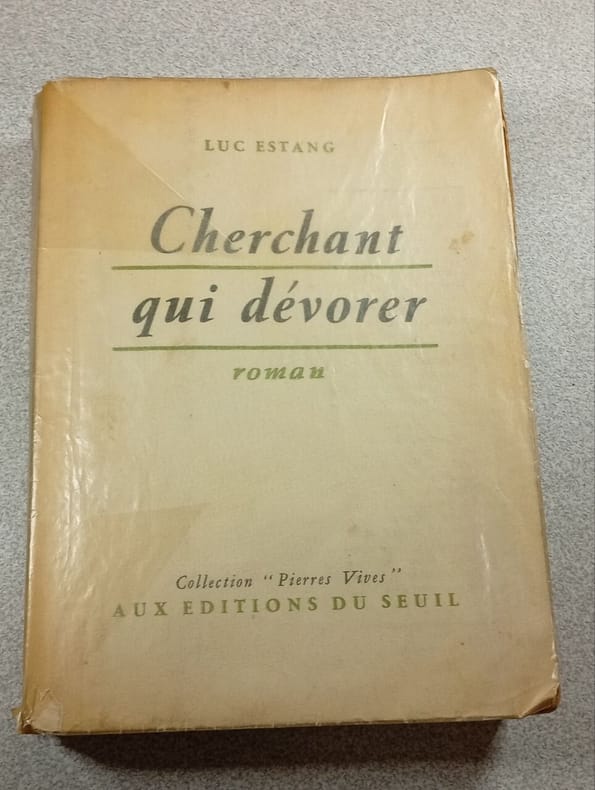 LUC ESTANG
Cherchant
qui dévorer
roman
Collection “Pierres Vives”
AUX EDITIONS DU SEUIL